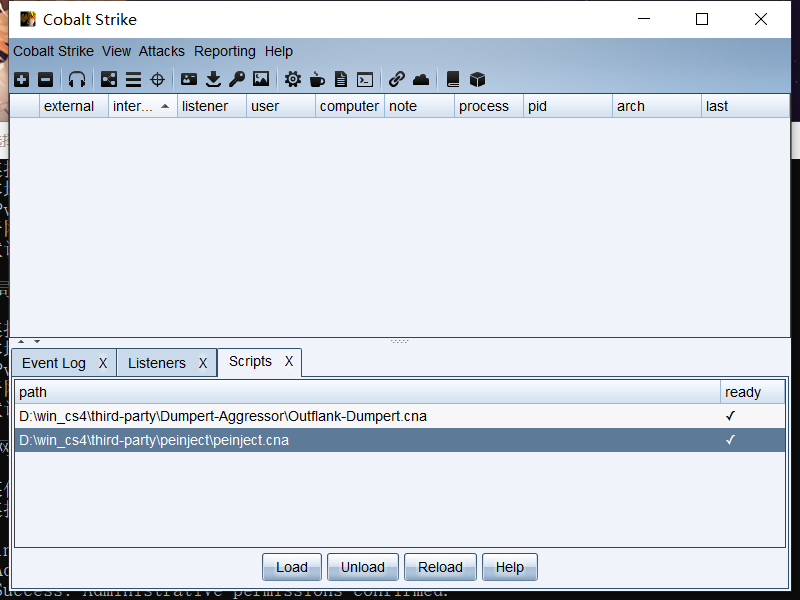 Cobalt Strike
Cobalt Strike View Attacks Reporting Help
external inter... listener user computer note process pid arch last
Event Log X Listeners X Scripts X
path ready
D:\win_cs4\third-party\Dumpert-Aggressor\Outflank-Dumpert.cna ✓
D:\win_cs4\third-party\peinject\peinject.cna ✓
Load Unload Reload Help
Success: Administrative permissions confirmed.